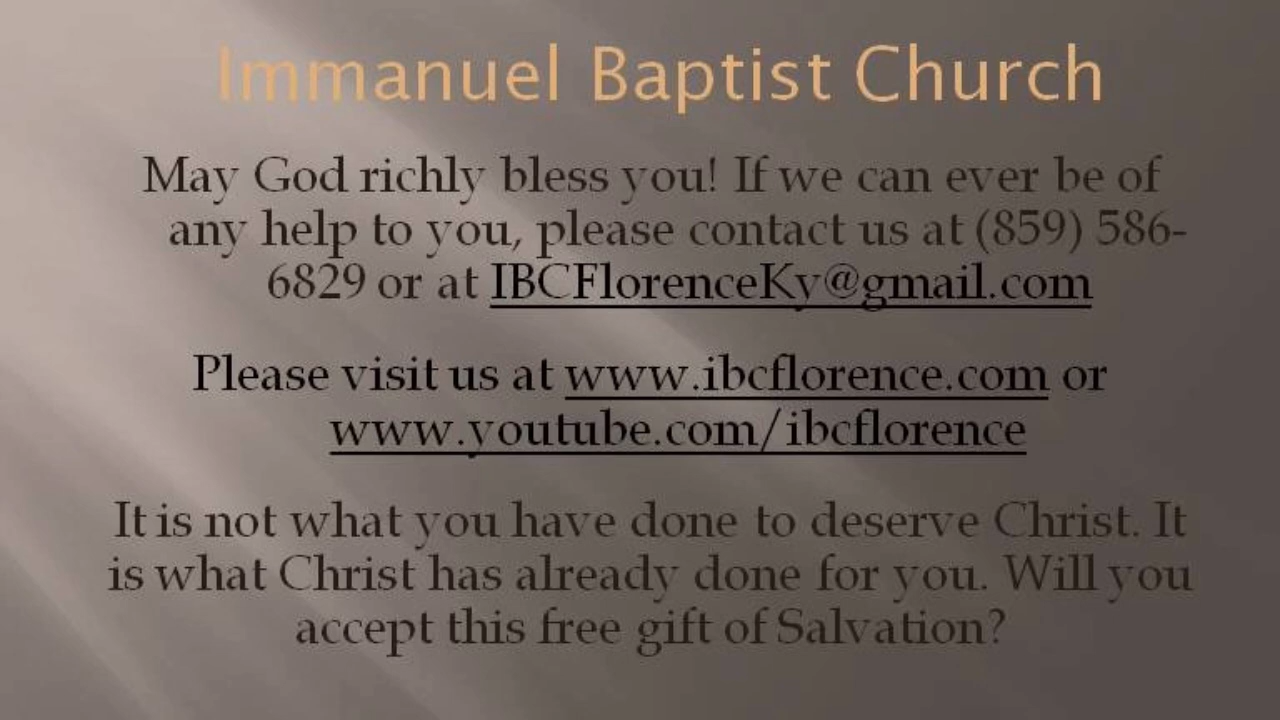 Immanuel Baptist Church
May God richly bless you! If we can ever be of
any help to you, please contact us at (859) 586-
6829 or at IBCFlorenceKy@gmail.com
Please visit us at www.ibcflorence.com or
www.youtube.com/ibcflorence
It is not what you have done to deserve Christ. It
is what Christ has already done for you. Will you
accept this free gift of Salvation?